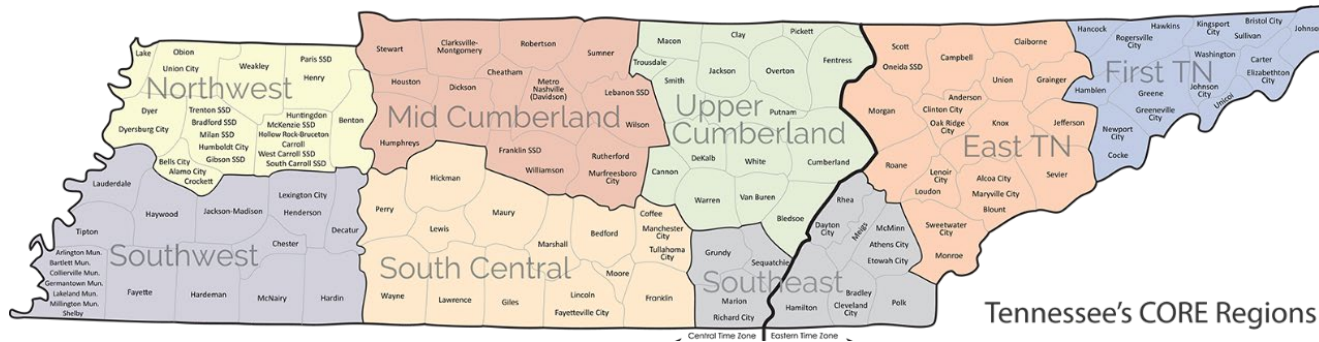 Northwest
Lake
Obion
Union City
Weakley
Paris SSD
Henry
Dyer
Dyersburg City
Trenton SSD
Bradford SSD
Milan SSD
Humboldt City
Gibson SSD
Huntingdon
McKenzie SSD
Hollow Rock-Bruceton
Carroll
West Carroll SSD
South Carroll SSD
Benton
Bells City
Alamo City
Crockett
Southwest
Lauderdale
Haywood
Jackson-Madison
Lexington City
Henderson
Decatur
Tipton
Chester
Arlington Mun.
Bartlett Mun.
Collierville Mun.
Germantown Mun.
Lakeland Mun.
Millington Mun.
Shelby
Fayette
Hardeman
McNairy
Hardin
Mid Cumberland
Stewart
Clarksville-
Montgomery
Robertson
Sumner
Houston
Dickson
Cheatham
Metro
Nashville
(Davidson)
Lebanon SSD
Wilson
Humphreys
Franklin SSD
Williamson
Rutherford
Murfreesboro
City
South Central
Hickman
Perry
Lewis
Maury
Marshall
Bedford
Coffee
Manchester
City
Tullahoma
City
Moore
Wayne
Lawrence
Giles
Lincoln
Fayetteville City
Franklin
Upper
Cumberland
Macon
Clay
Pickett
Trousdale
Smith
Jackson
Overton
Fentress
Putnam
DeKalb
White
Cumberland
Cannon
Warren
Van Buren
Bledsoe
Southeast
Grundy
Sequatchie
Marion
Richard City
Rhea
Dayton
City
Meigs
McMinn
Athens City
Etowah City
Hamilton
Bradley
Cleveland
City
Polk
East TN
Scott
Oneida SSD
Campbell
Claiborne
Union
Grainger
Morgan
Anderson
Clinton City
Oak Ridge
City
Knox
Jefferson
Roane
Lenoir
City
Loudon
Alcoa City
Maryville City
Blount
Sevier
Sweetwater
City
Monroe
First TN
Hancock
Hawkins
Rogersville
City
Kingsport
City
Bristol City
Sullivan
Johnson
Washington
Johnson
City
Carter
Elizabethton
City
Hamblen
Greene
Greeneville
City
Unicoi
Newport
City
Cocke
Tennessee's CORE Regions
Central Time Zone
Eastern Time Zone